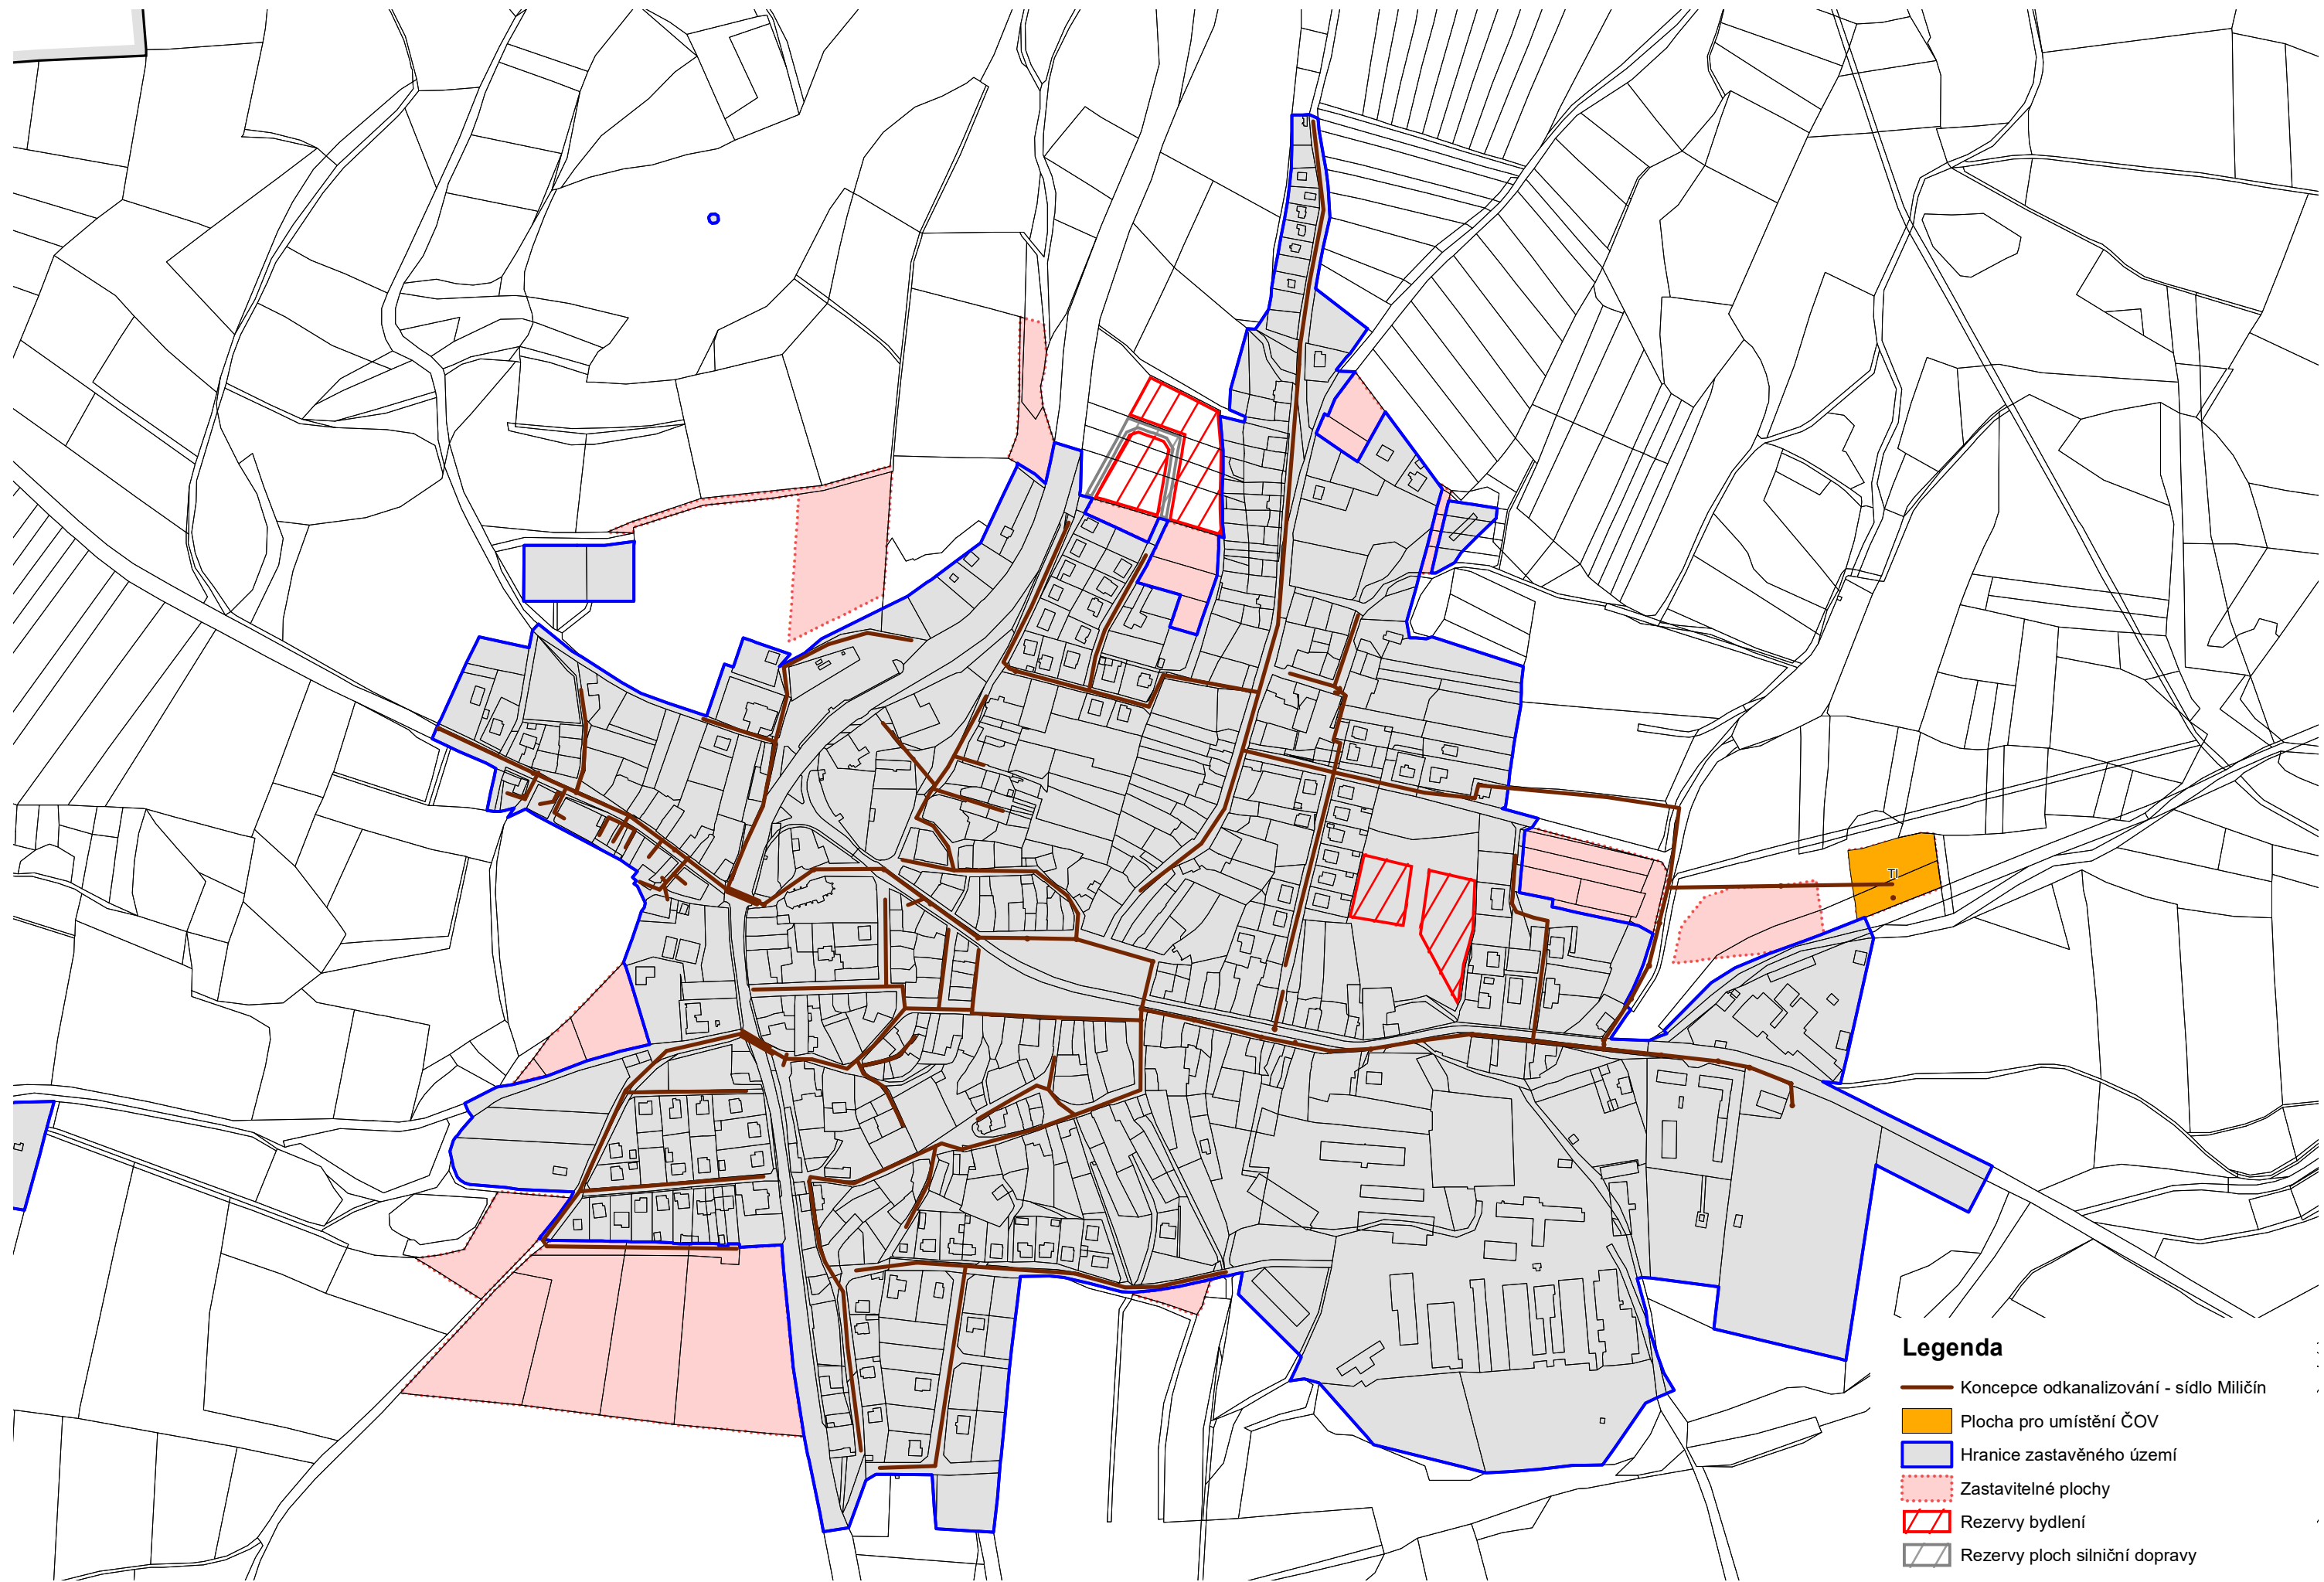 TI
Legenda
Koncepce odkanalizování - sídlo Miličín
Plocha pro umístění ČOV
Hranice zastavěného území
Zastavitelné plochy
Rezervy bydlení
Rezervy ploch silniční dopravy